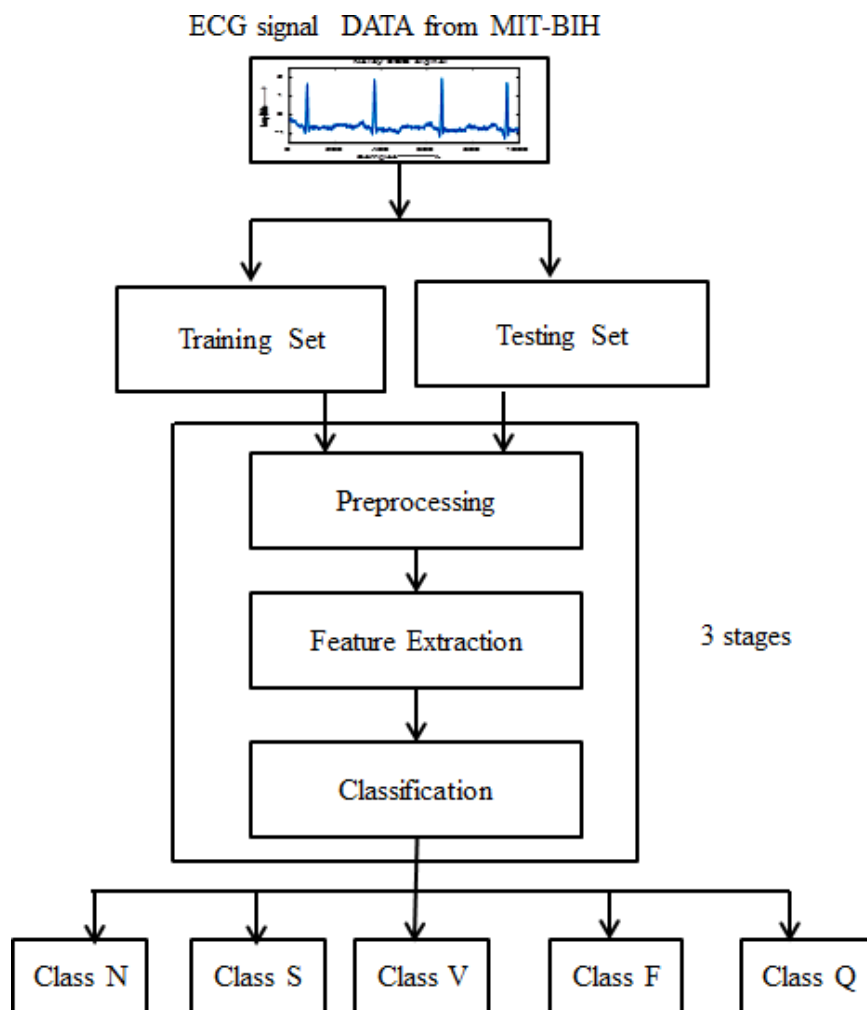 ECG signal DATA from MIT-BIH
Training Set
Testing Set
Preprocessing
Feature Extraction
3 stages
Classification
Class N
Class S
Class V
Class F
Class Q